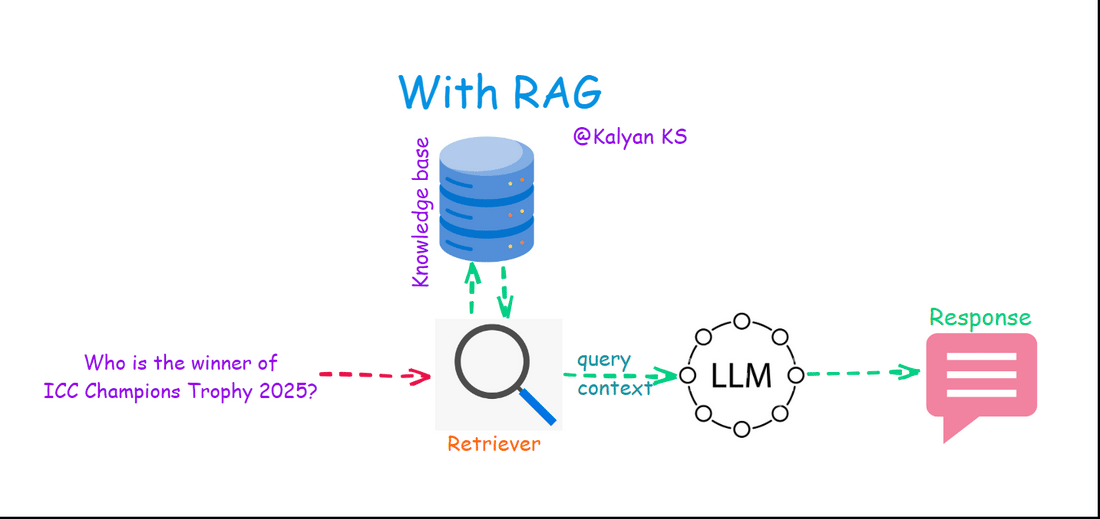 With RAG
@Kalyan KS
Knowledge base
Who is the winner of
ICC Champions Trophy 2025?
Retriever
query
context
LLM
Response